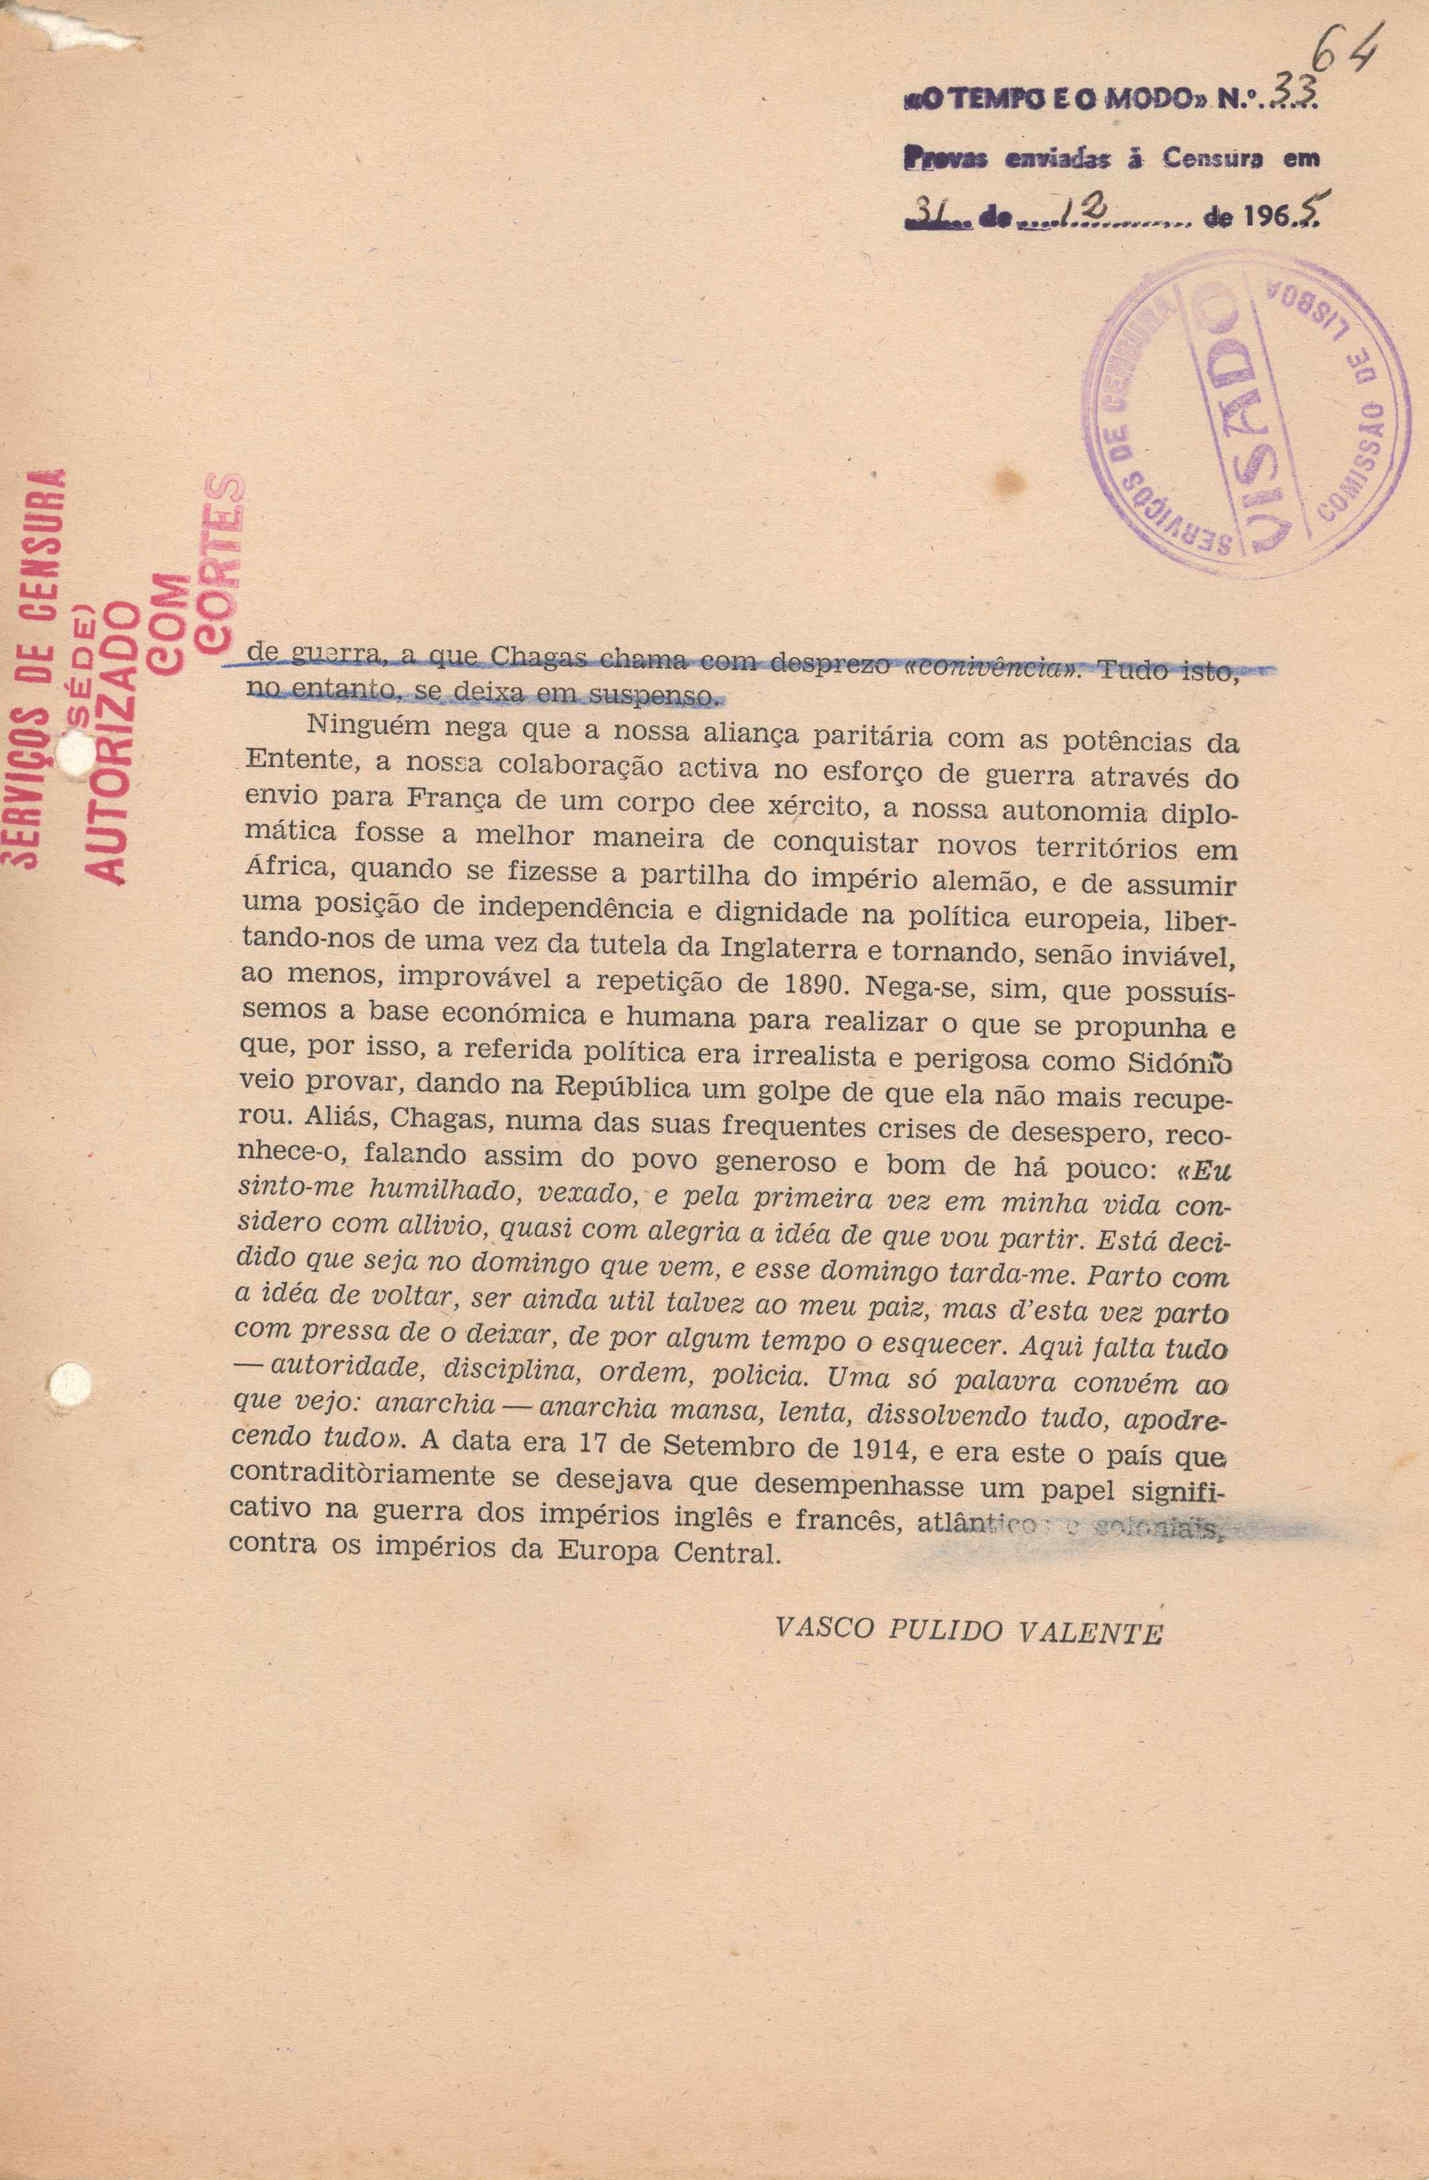 64
«O TEMPO E O MODO» N.º 33
Provas enviadas à Censura em
31 de 12 de 1965
SERVIÇOS DE CENSURA
VISADO
COMISSÃO DE LISBOA
SERVIÇOS DE CENSURA
(SÉDE)
AUTORIZADO
COM
CORTES
de guerra, a que Chagas chama com desprezo «conivência». Tudo isto,
no entanto, se deixa em suspenso.
Ninguém nega que a nossa aliança paritária com as potências da
Entente, a nossa colaboração activa no esforço de guerra através do
envio para França de um corpo dee xército, a nossa autonomia diplo-
mática fosse a melhor maneira de conquistar novos territórios em
África, quando se fizesse a partilha do império alemão, e de assumir
uma posição de independência e dignidade na política europeia, liber-
tando-nos de uma vez da tutela da Inglaterra e tornando, senão inviável,
ao menos, improvável a repetição de 1890. Nega-se, sim, que possuís-
semos a base económica e humana para realizar o que se propunha e
que, por isso, a referida política era irrealista e perigosa como Sidónio
veio provar, dando na República um golpe de que ela não mais recupe-
rou. Aliás, Chagas, numa das suas frequentes crises de desespero, reco-
nhece-o, falando assim do povo generoso e bom de há pouco: «Eu
sinto-me humilhado, vexado, e pela primeira vez em minha vida con-
sidero com allivio, quasi com alegria a idéa de que vou partir. Está deci-
dido que seja no domingo que vem, e esse domingo tarda-me. Parto com
a idéa de voltar, ser ainda util talvez ao meu paiz, mas d'esta vez parto
com pressa de o deixar, de por algum tempo o esquecer. Aqui falta tudo
— autoridade, disciplina, ordem, policia. Uma só palavra convém ao
que vejo: anarchia — anarchia mansa, lenta, dissolvendo tudo, apodre-
cendo tudo». A data era 17 de Setembro de 1914, e era este o país que
contraditòriamente se desejava que desempenhasse um papel signifi-
cativo na guerra dos impérios inglês e francês, atlânticos e coloniais,
contra os impérios da Europa Central.
VASCO PULIDO VALENTE